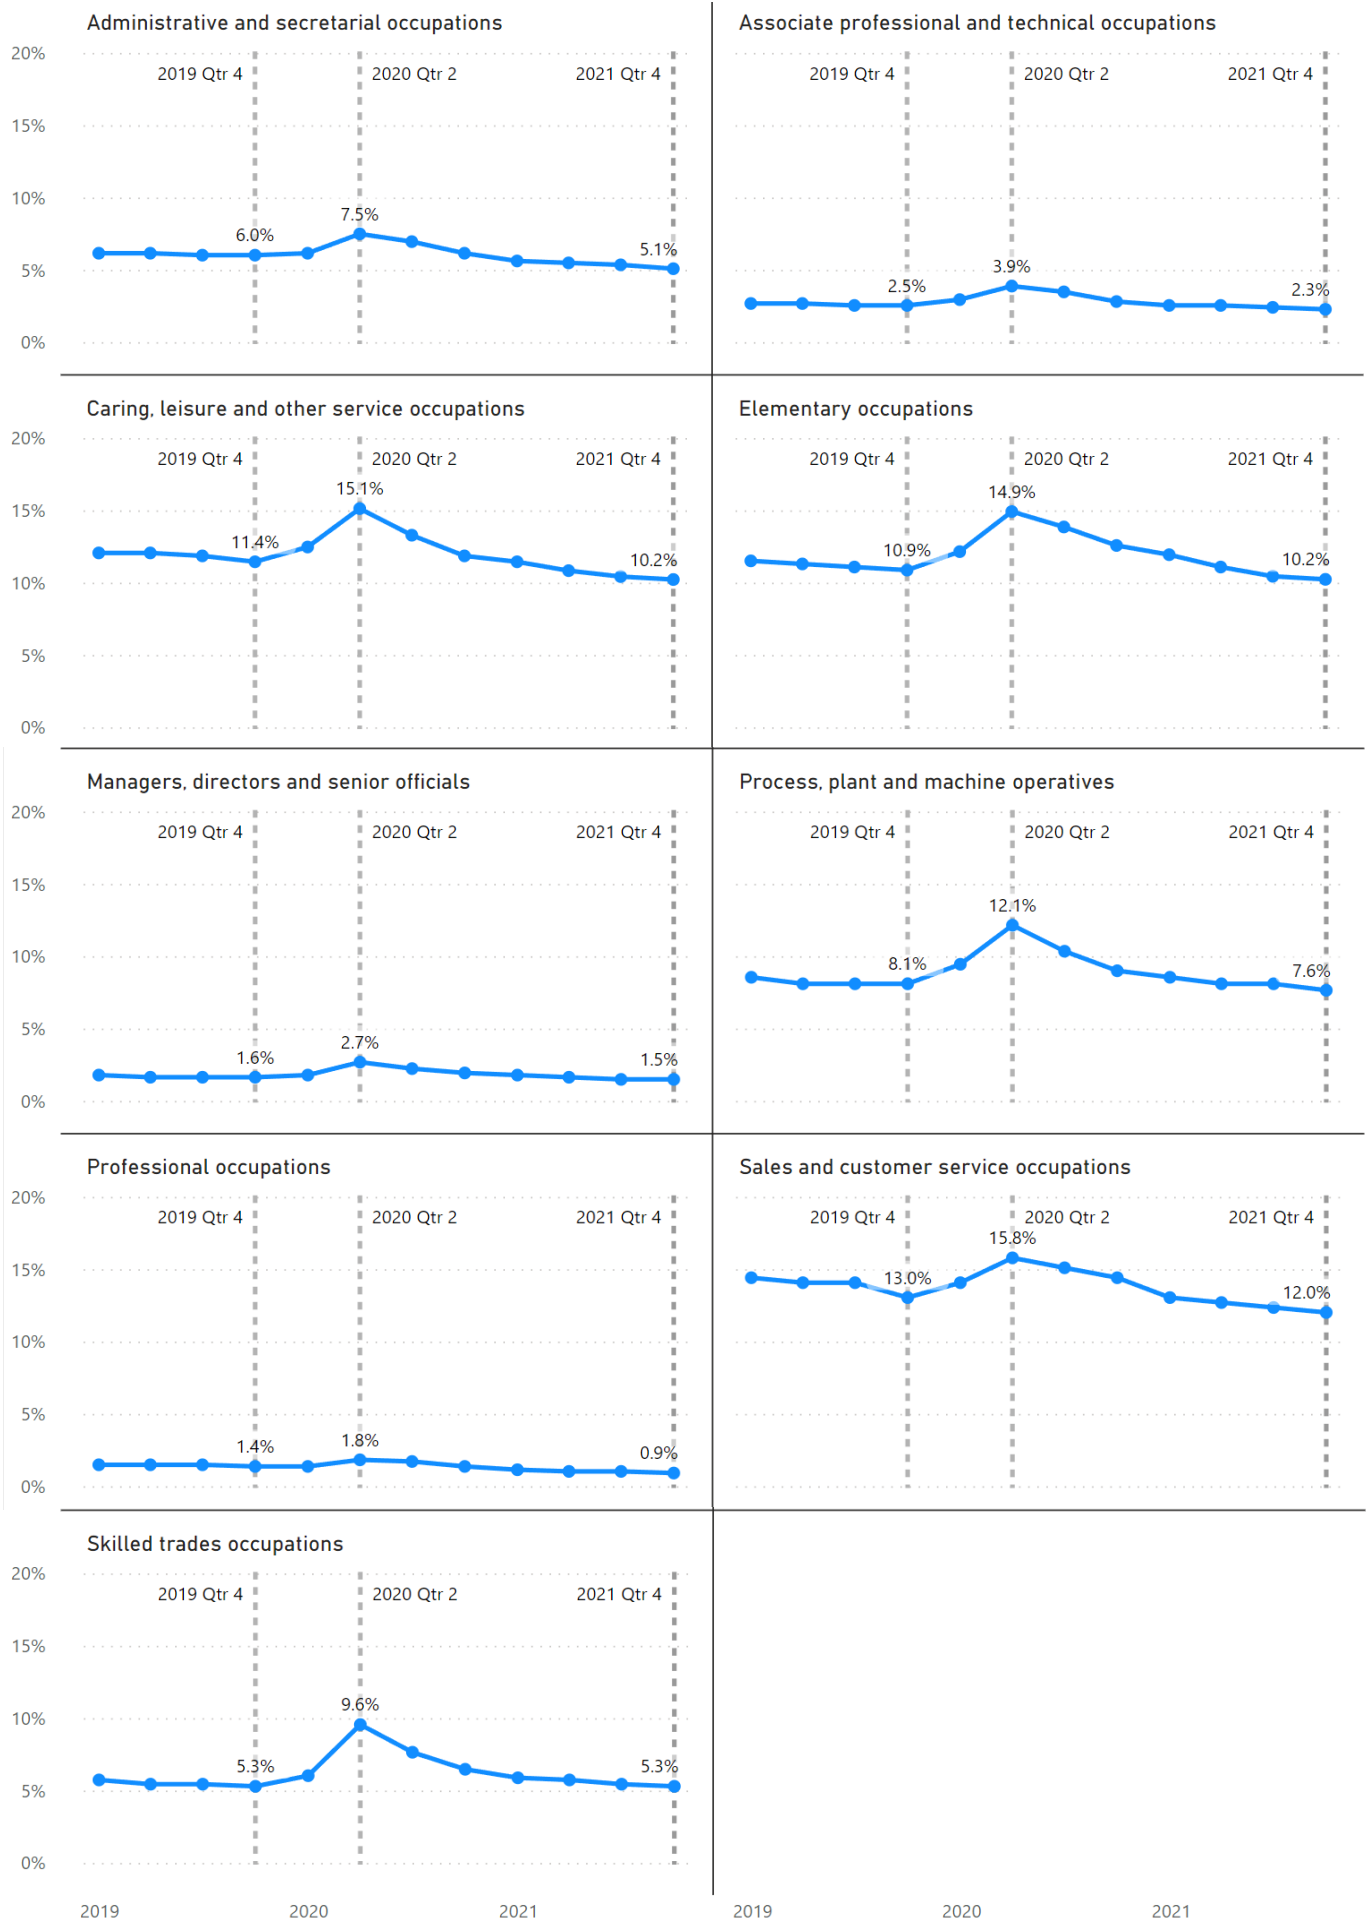 Administrative and secretarial occupations
20%
2019 Qtr 4
2020 Qtr 2
2021 Qtr 4
15%
10%
7.5%
6.0%
5.1%
5%
0%
Associate professional and technical occupations
2019 Qtr 4
2020 Qtr 2
2021 Qtr 4
3.9%
2.5%
2.3%
Caring, leisure and other service occupations
20%
2019 Qtr 4
2020 Qtr 2
2021 Qtr 4
15.1%
15%
11.4%
10.2%
10%
5%
0%
Elementary occupations
2019 Qtr 4
2020 Qtr 2
2021 Qtr 4
14.9%
10.9%
10.2%
Managers, directors and senior officials
20%
2019 Qtr 4
2020 Qtr 2
2021 Qtr 4
15%
10%
5%
2.7%
1.6%
1.5%
0%
Process, plant and machine operatives
2019 Qtr 4
2020 Qtr 2
2021 Qtr 4
12.1%
8.1%
7.6%
Professional occupations
20%
2019 Qtr 4
2020 Qtr 2
2021 Qtr 4
15%
10%
5%
1.4%
1.8%
0.9%
0%
Sales and customer service occupations
2019 Qtr 4
2020 Qtr 2
2021 Qtr 4
15.8%
13.0%
12.0%
Skilled trades occupations
20%
2019 Qtr 4
2020 Qtr 2
2021 Qtr 4
15%
10%
9.6%
5.3%
5.3%
5%
0%
2019
2020
2021
2019
2020
2021